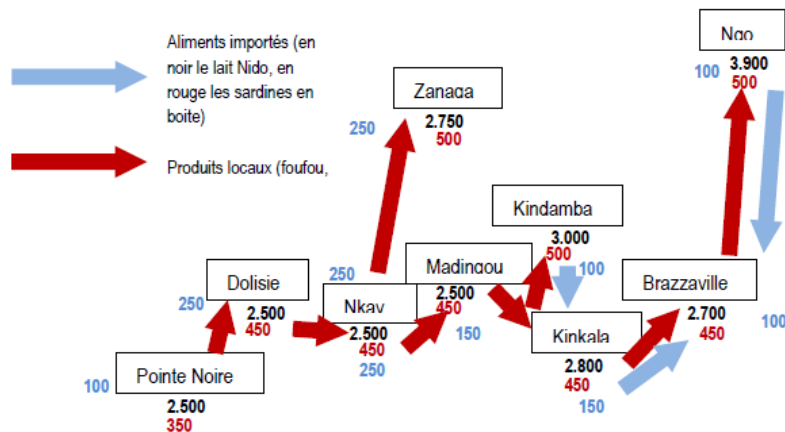 Aliments importés (en
noir le lait Nido, en
rouge les sardines en
boite)
Produits locaux (foufou,
Ngo
100
3.900
500
Zanaga
250
2.750
500
Kindamba
3.000
500
100
Dolisie
250
2.500
450
250
Nkay
2.500
450
250
Madingou
2.500
450
150
Kinkala
2.800
450
150
Brazzaville
2.700
450
100
Pointe Noire
100
2.500
350